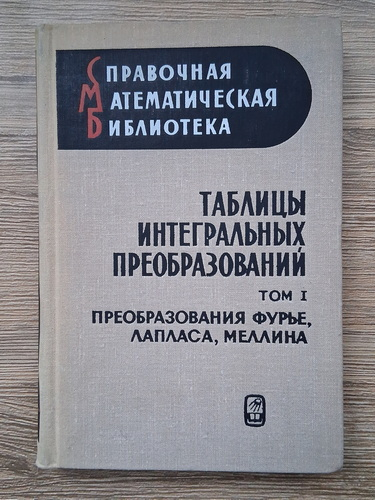 СПРАВОЧНАЯ
МАТЕМАТИЧЕСКАЯ
БИБЛИОТЕКА
ТАБЛИЦЫ
ИНТЕГРАЛЬНЫХ
ПРЕОБРАЗОВАНИЙ
ТОМ I
ПРЕОБРАЗОВАНИЯ ФУРЬЕ,
ЛАПЛАСА, МЕЛЛИНА